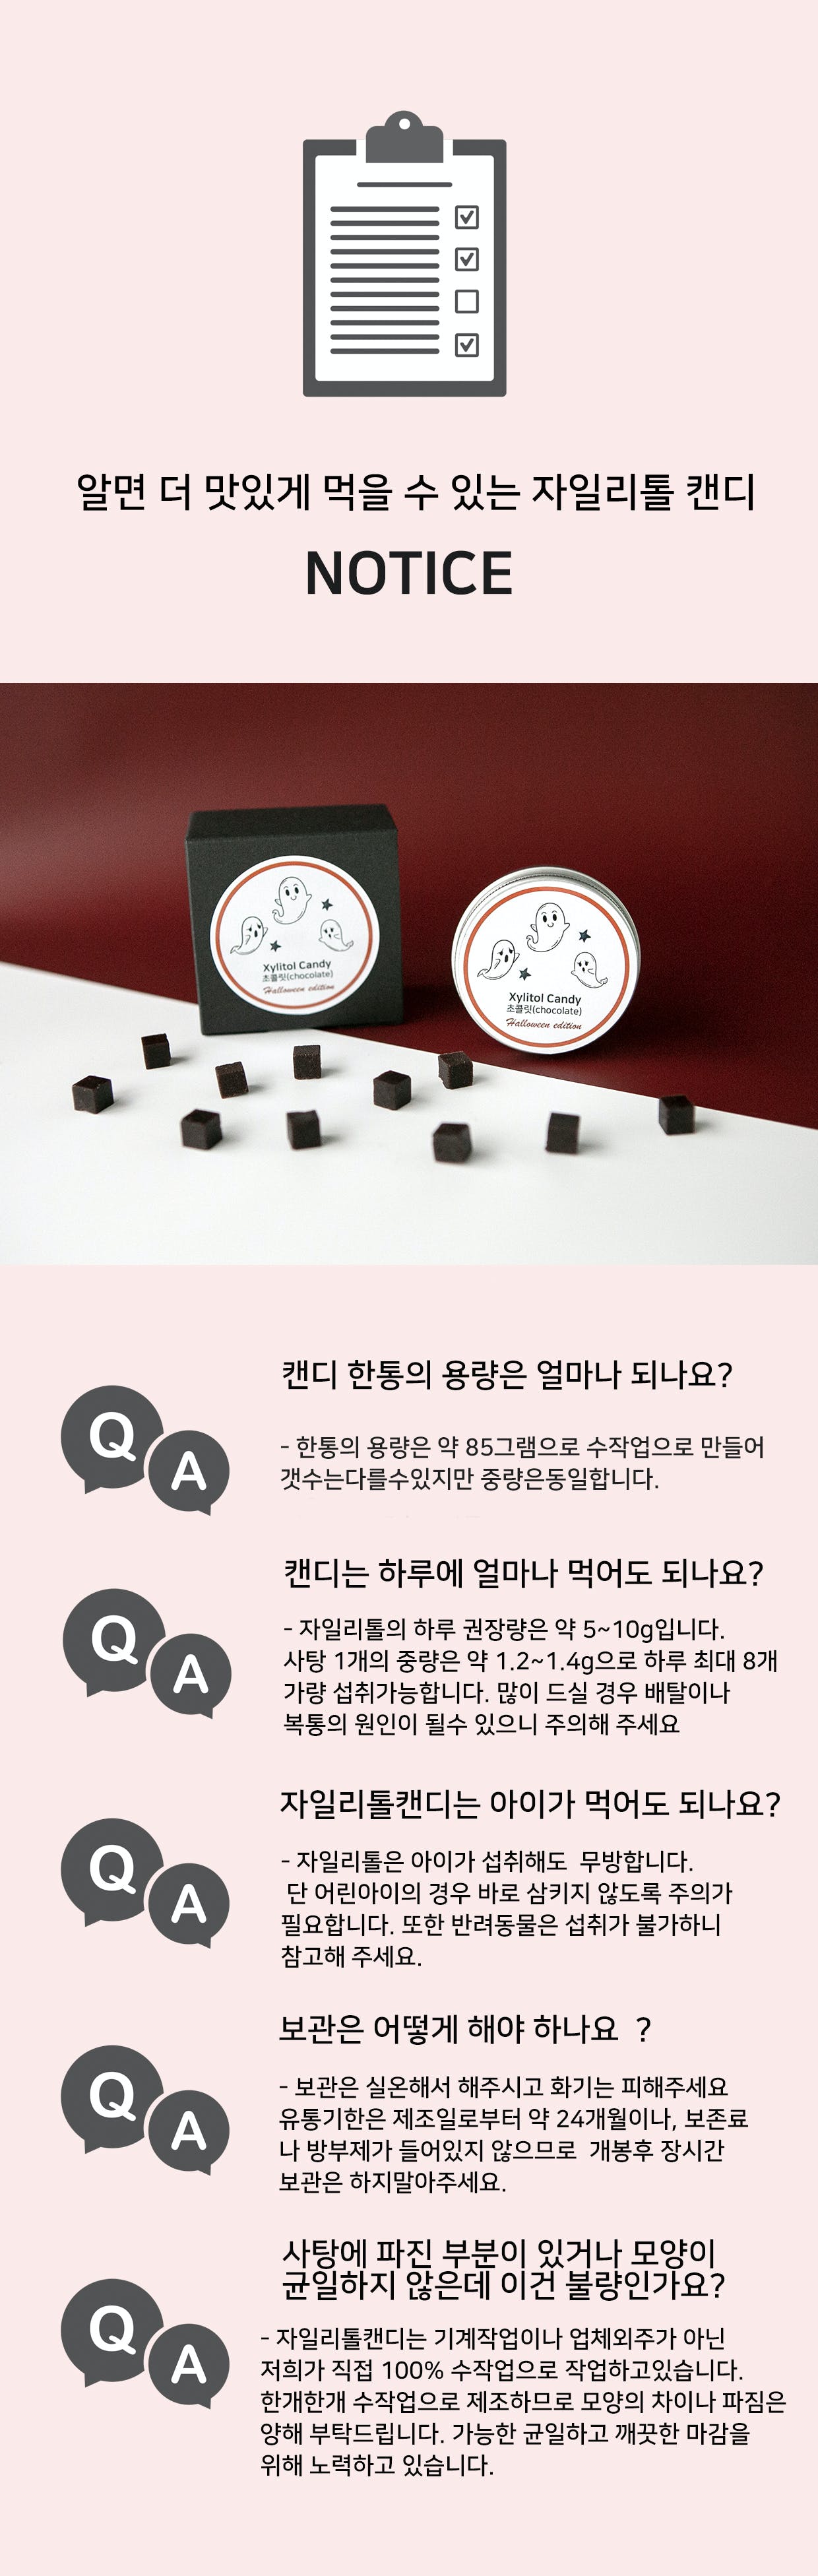 알면 더 맛있게 먹을 수 있는 자일리톨 캔디
NOTICE
Xylitol Candy
초콜릿(chocolate)
Halloween edition
Xylitol Candy
초콜릿(chocolate)
Halloween edition
Q
A
캔디 한통의 용량은 얼마나 되나요?
- 한통의 용량은 약 85그램으로 수작업으로 만들어
갯수는다를수있지만 중량은동일합니다.
Q
A
캔디는 하루에 얼마나 먹어도 되나요?
- 자일리톨의 하루 권장량은 약 5~10g입니다.
사탕 1개의 중량은 약 1.2~1.4g으로 하루 최대 8개
가량 섭취가능합니다. 많이 드실 경우 배탈이나
복통의 원인이 될수 있으니 주의해 주세요
Q
A
자일리톨캔디는 아이가 먹어도 되나요?
- 자일리톨은 아이가 섭취해도 무방합니다.
단 어린아이의 경우 바로 삼키지 않도록 주의가
필요합니다. 또한 반려동물은 섭취가 불가하니
참고해 주세요.
Q
A
보관은 어떻게 해야 하나요 ?
- 보관은 실온해서 해주시고 화기는 피해주세요
유통기한은 제조일로부터 약 24개월이나, 보존료
나 방부제가 들어있지 않으므로 개봉후 장시간
보관은 하지말아주세요.
Q
A
사탕에 파진 부분이 있거나 모양이
균일하지 않은데 이건 불량인가요?
- 자일리톨캔디는 기계작업이나 업체외주가 아닌
저희가 직접 100% 수작업으로 작업하고있습니다.
한개한개 수작업으로 제조하므로 모양의 차이나 파짐은
양해 부탁드립니다. 가능한 균일하고 깨끗한 마감을
위해 노력하고 있습니다.